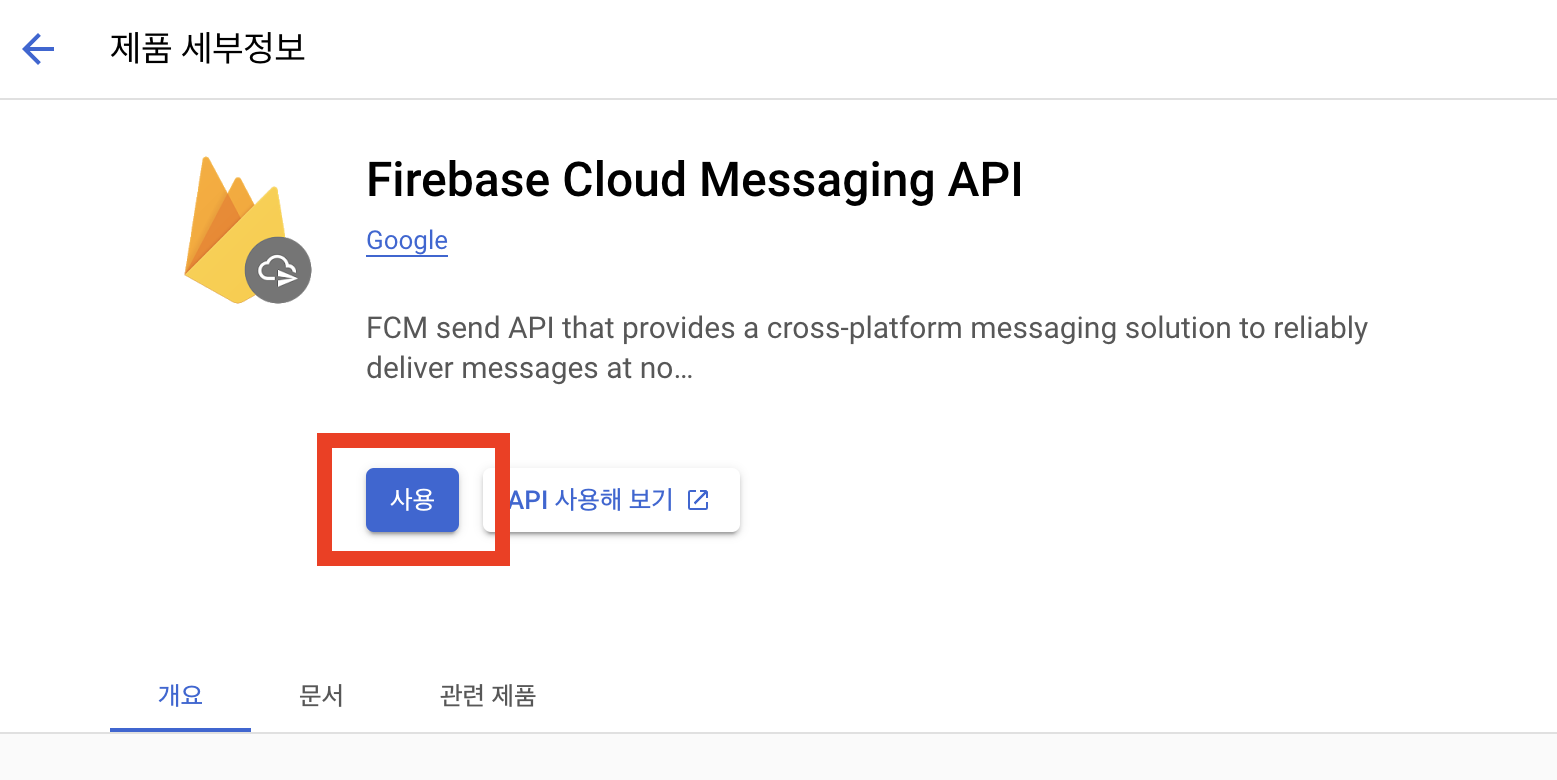 제품 세부정보
Firebase Cloud Messaging API
Google
FCM send API that provides a cross-platform messaging solution to reliably
deliver messages at no…
사용
API 사용해 보기
개요
문서
관련 제품